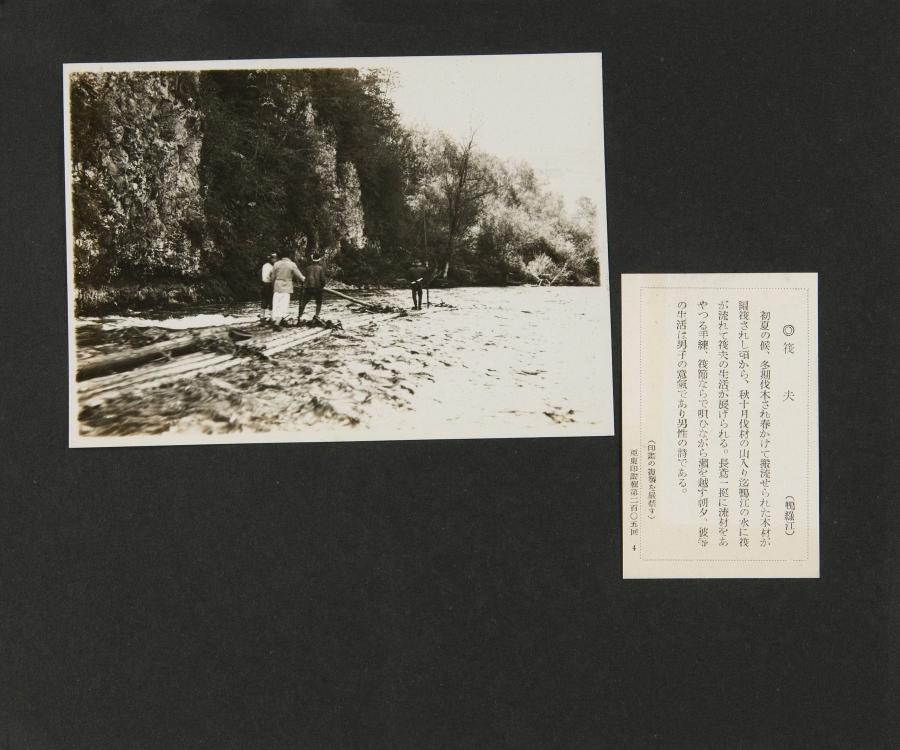 ◎筏　夫
（鴨綠江）
初夏の候、冬期伐木され春かけて搬流せられた木材が
編筏されし頃から、秋十月伐材の山入り迄鴨江の水に筏
が流れて筏夫の生活が展げられる。長鳶一挺に流材をあ
やつる手練、筏節ならで唄ひながら瀨を越す朝夕、彼等
の生活は男子の意氣であり男性の詩である。
（印畫の複製を嚴禁す）
亞東印畫輯第二百〇五回　4